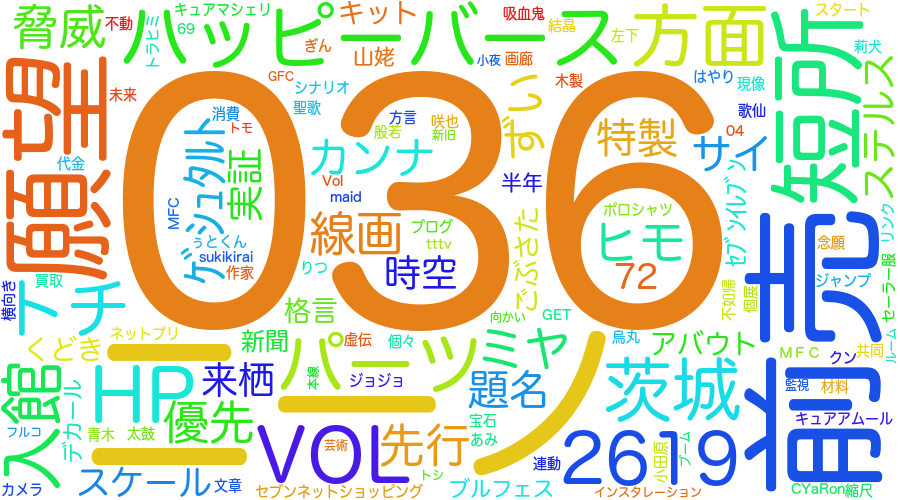 脅威
不動
キュアマシェリ
69
トラヒミ
ハッピーバース
ぎん
キット
山姥
吸血鬼
小夜
画廊
結晶
左下
方面
スタート
莉犬
短所
ステルス
願望
未来
GFC
シナリオ
聖歌
消費
トモ
ゲシュタルト
実証
036
方言
般若
咲也
新旧
カンナ
ずい
木製
はやり
現像
歌仙
04
特製
サイ
代金
MFC
Vol
maid
半年
ポロシャツ
セブンイレブン
リンク
線画
ぅとくん
sukikirai
作家
りつ
ブログ
tttv
時空
ごぶさた
ヒモ
72
前売
念願
ジャンプ
セーラー服
買取
横向き
アチ
格言
向かい
GET
不如帰
個展
ネットプリ
くどき
新聞
虚伝
個々
パーツ
ミヤ
ノ
烏丸
アバウト
MFC
クン
共同
ルーム
入館
HP
来栖
本線
ジョジョ
題名
茨城
監視
材料
デカール
優先
宝石
あみ
キュアアムール
フルコ
青木
太鼓
VOL
芸術
先行
2619
小田原
ブーム
カメラ
スケール
文章
トシ
連動
セブンネットショッピング
ブルフェス
インスタレーション
CYaRon
縮尺